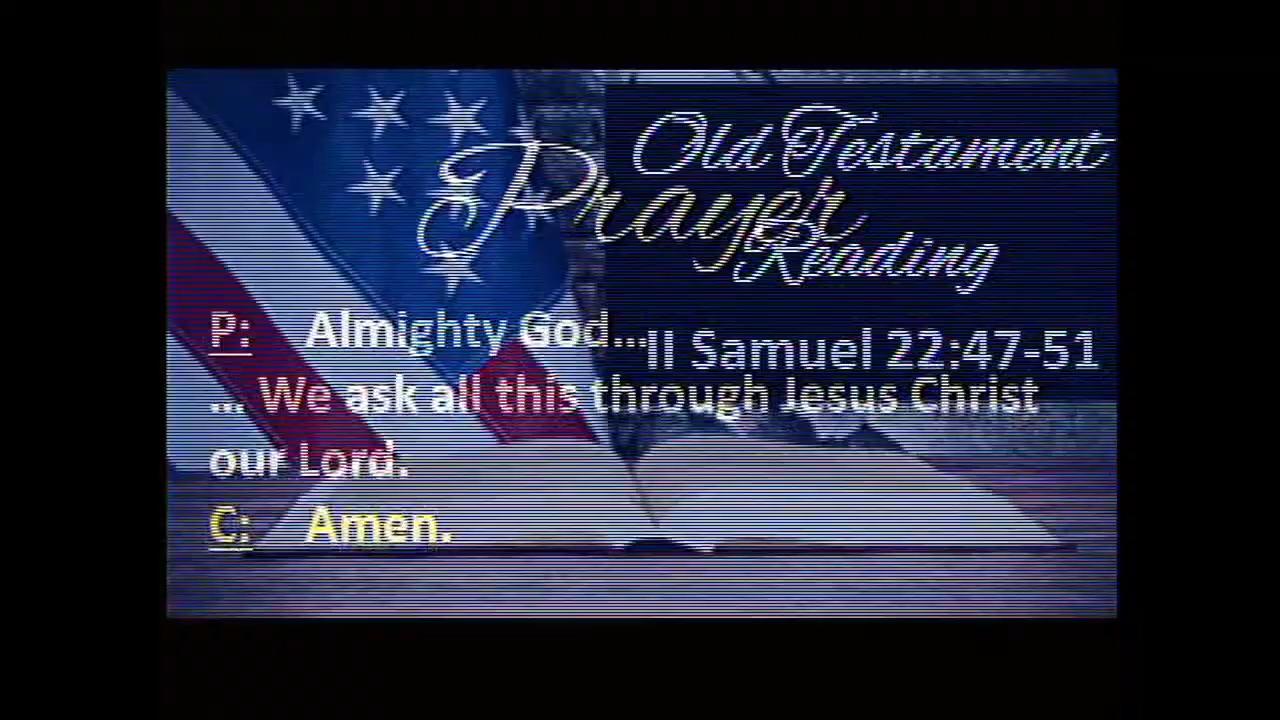 Old Testament
Prayer
Reading
P: Almighty God...
II Samuel 22:47-51
... We ask all this through Jesus Christ
our Lord.
C: Amen.